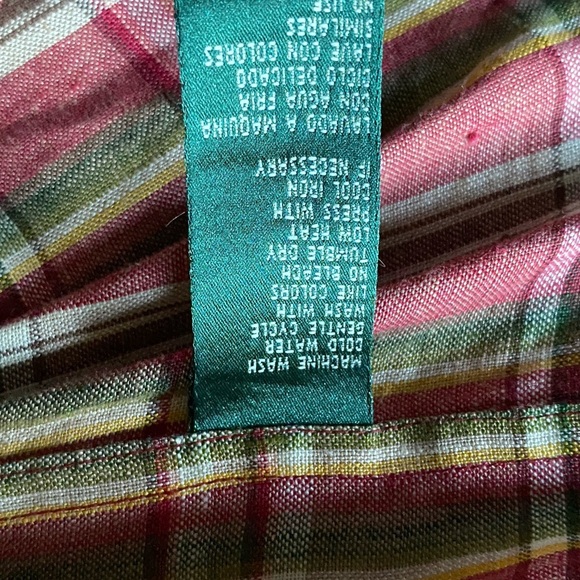 MACHINE WASH
COLD WATER
GENTLE CYCLE
WASH WITH
LIKE COLORS
NO BLEACH
TUMBLE DRY
LOW HEAT
PRESS WITH
COOL IRON
IF NECESSARY
LAVADO A MAQUINA
CON AGUA FRIA
CICLO DELICADO
LAVE CON COLORES
SIMILARES
NO USE